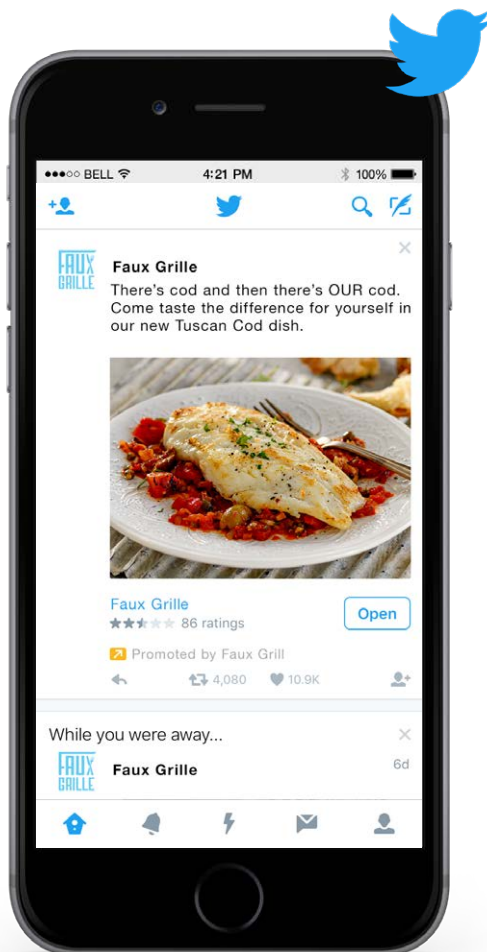 BELL
4:21 PM
100%
FAUX
GRILLE
Faux Grille
There's cod and then there's OUR cod.
Come taste the difference for yourself in
our new Tuscan Cod dish.
Faux Grille
86 ratings
Open
Promoted by Faux Grill
4,080
10.9K
While you were away...
FAUX
GRILLE
Faux Grille
6d